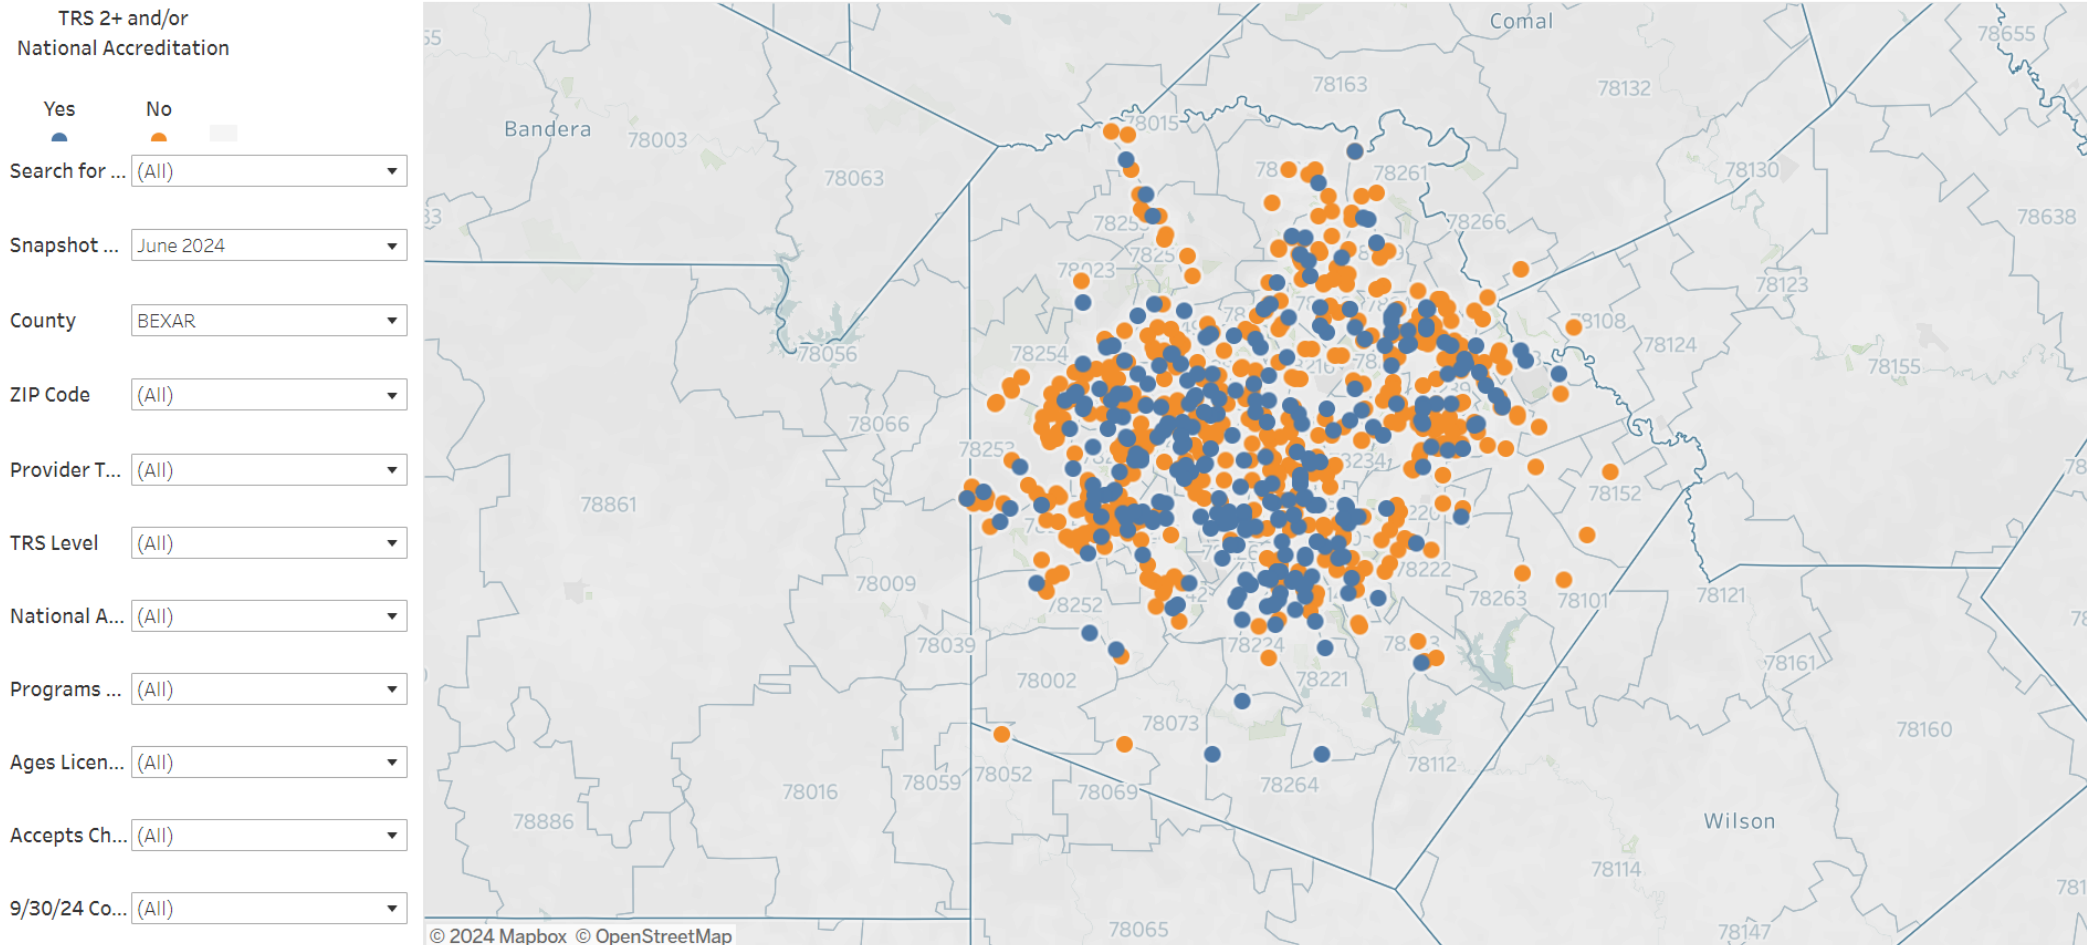 TRS 2+ and/or
National Accreditation
Yes No
Search for ... (All)
Snapshot ... June 2024
County BEXAR
ZIP Code (All)
Provider T... (All)
TRS Level (All)
National A... (All)
Programs ... (All)
Ages Licen... (All)
Accepts Ch... (All)
9/30/24 Co... (All)
Comal
78655
78163
78132
78015
Bandera
78003
78261
78130
78063
78266
78638
78023
78123
78108
78254
78056
78124
78155
78066
78253
78234
78152
78861
78222
78009
78252
78263
78101
78121
78224
78039
78161
78002
78221
78073
78160
78112
78052
78059
78264
78016
78069
78886
Wilson
78114
78065
78147
© 2024 Mapbox © OpenStreetMap